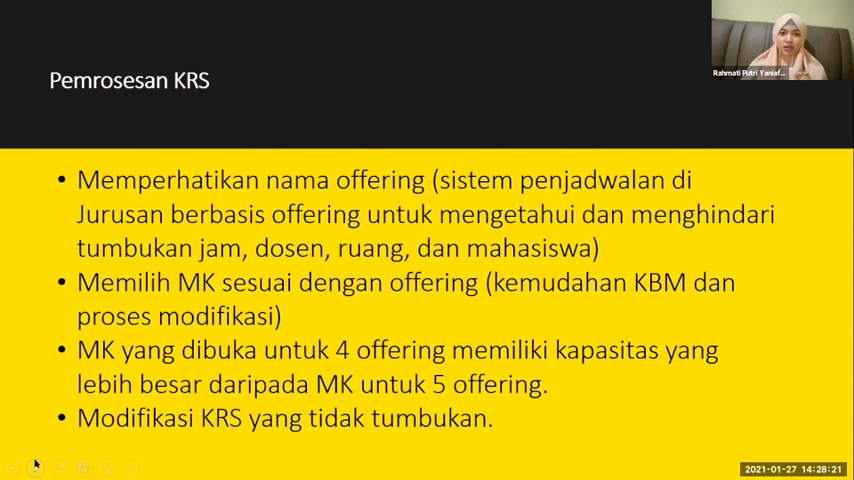 Pemrosesan KRS
Rahmati Putri Yaniaf...
• Memperhatikan nama offering (sistem penjadwalan di
Jurusan berbasis offering untuk mengetahui dan menghindari
tumbukan jam, dosen, ruang, dan mahasiswa)
• Memilih MK sesuai dengan offering (kemudahan KBM dan
proses modifikasi)
• MK yang dibuka untuk 4 offering memiliki kapasitas yang
lebih besar daripada MK untuk 5 offering.
• Modifikasi KRS yang tidak tumbukan.
2021-01-27 14:28:21